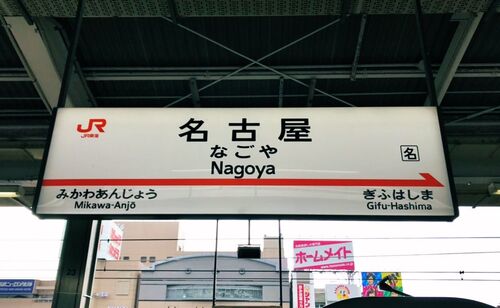 JR
JR東海
名古屋
なごや
Nagoya
名
みかわあんじょう
Mikawa-Anjō
ぎふはしま
Gifu-Hashima
ホームメイト
23